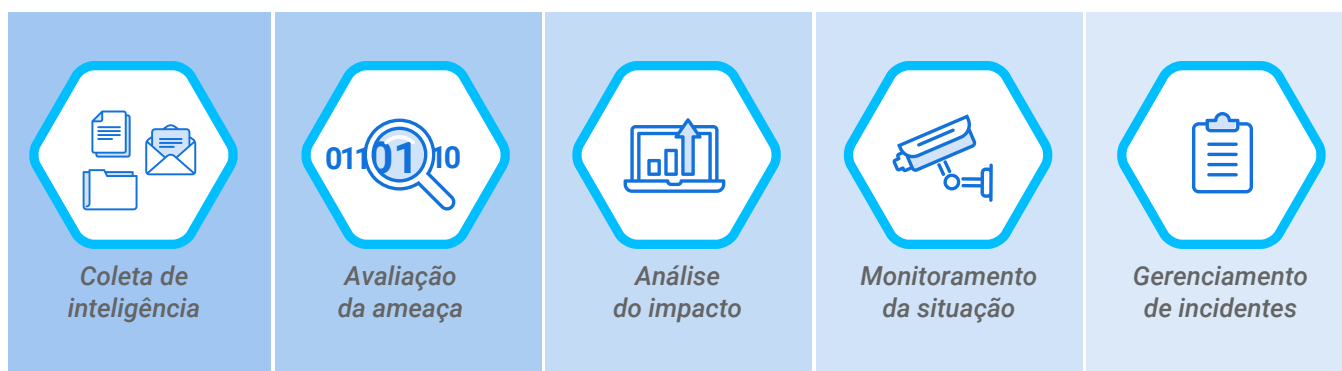 01101 10
Coleta de
inteligência
Avaliação
da ameaça
Análise
do impacto
Monitoramento
da situação
Gerenciamento
de incidentes